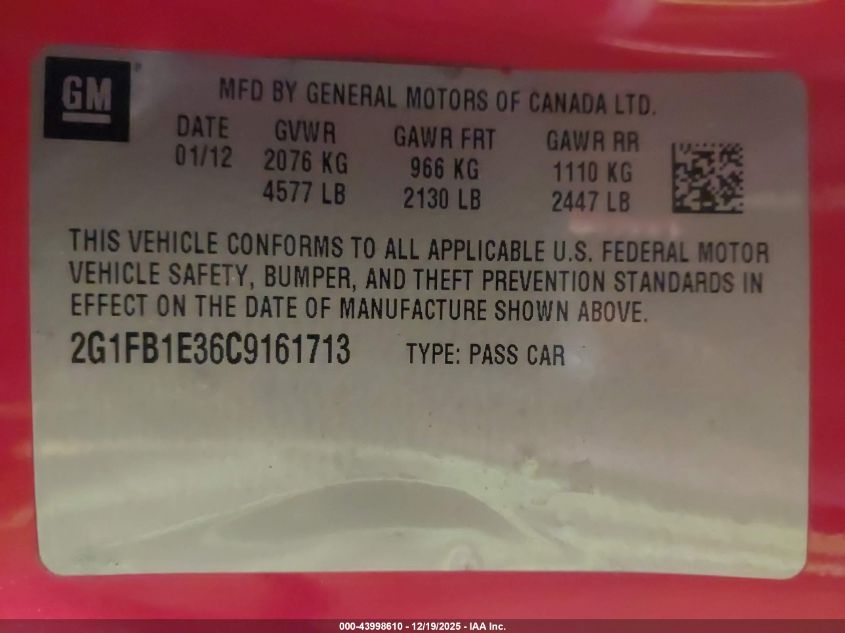 GM
MFD BY GENERAL MOTORS OF CANADA LTD.
DATE GVWR GAWR FRT GAWR RR
01/12 2076 KG 966 KG 1110 KG
4577 LB 2130 LB 2447 LB
THIS VEHICLE CONFORMS TO ALL APPLICABLE U.S. FEDERAL MOTOR
VEHICLE SAFETY, BUMPER, AND THEFT PREVENTION STANDARDS IN
EFFECT ON THE DATE OF MANUFACTURE SHOWN ABOVE.
2G1FB1E36C9161713 TYPE: PASS CAR
000-43998610 - 12/19/2025 - IAA Inc.